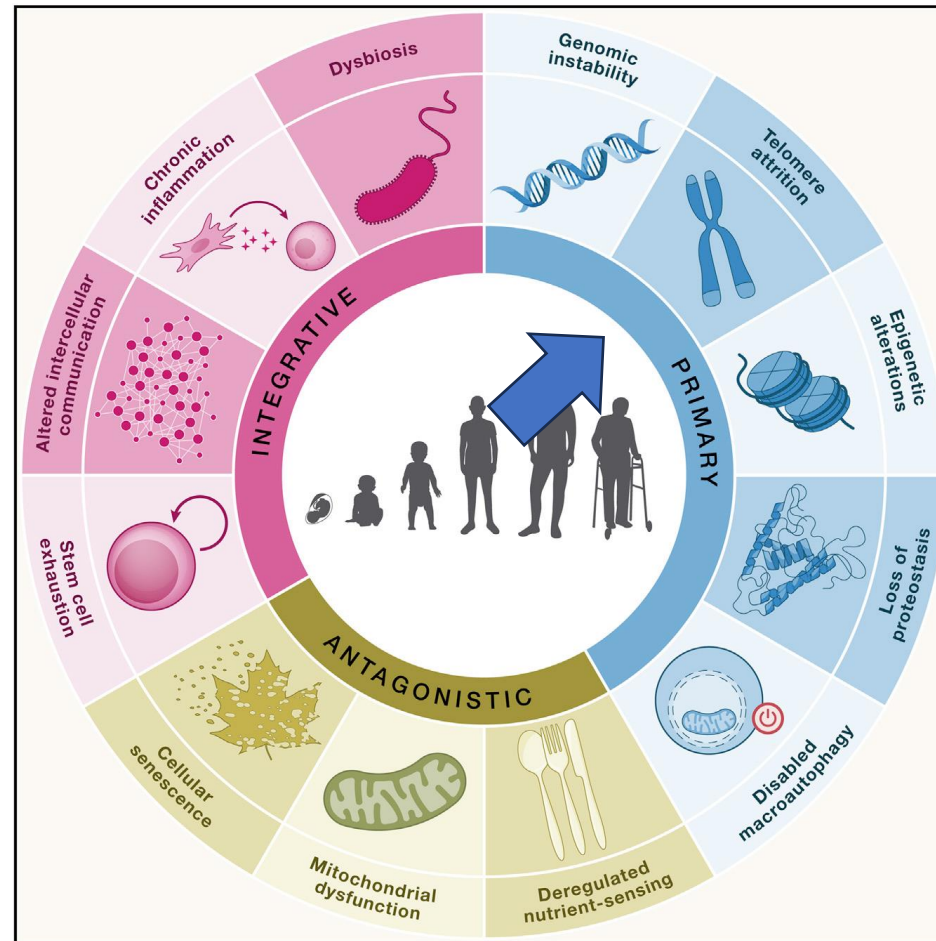 Dysbiosis
Genomic
instability
Telomere
attrition
Epigenetic
alterations
Loss of
proteostasis
Disabled
macroautophagy
Deregulated
nutrient-sensing
Mitochondrial
dysfunction
Cellular
senescence
Stem cell
exhaustion
Altered intercellular
communication
Chronic
inflammation
INTEGRATIVE
PRIMARY
ANTAGONISTIC